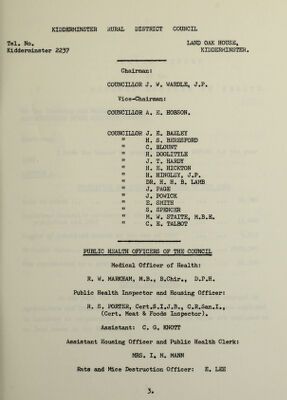 KIDDERMINSTER RURAL DISTRICT COUNCIL
Tel. No. LAND OAK HOUSE,
Kidderminster 2237 KIDDERMINSTER.
Chairman:
COUNCILLOR J. W. WARDLE, J.P.
Vice-Chairman:
COUNCILLOR A. E. HOBSON.
COUNCILLOR J. E. BAZLEY
" H. S. BERESFORD
" C. BLOUNT
" H. DOOLITTLE
" J. T. HARDY
" H. E. HICKTON
" H. HINGLEY, J.P.
" DR. H. H. B. LAMB
" J. PAGE
" J. POWICK
" E. SMITH
" S. SPENCER
" M. W. STAITE, M.B.E.
" C. E. TALBOT
PUBLIC HEALTH OFFICERS OF THE COUNCIL
Medical Officer of Health:
R. W. MARKHAM, M.B., B.Chir., D.P.H.
Public Health Inspector and Housing Officer:
R. S. PORTER, Cert.S.I.J.B., C.R.San.I.,
(Cert. Meat & Foods Inspector).
Assistant: C. G. KNOTT
Assistant Housing Officer and Public Health Clerk:
MRS. I. M. MANN
Rats and Mice Destruction Officer: E. LEE
3.